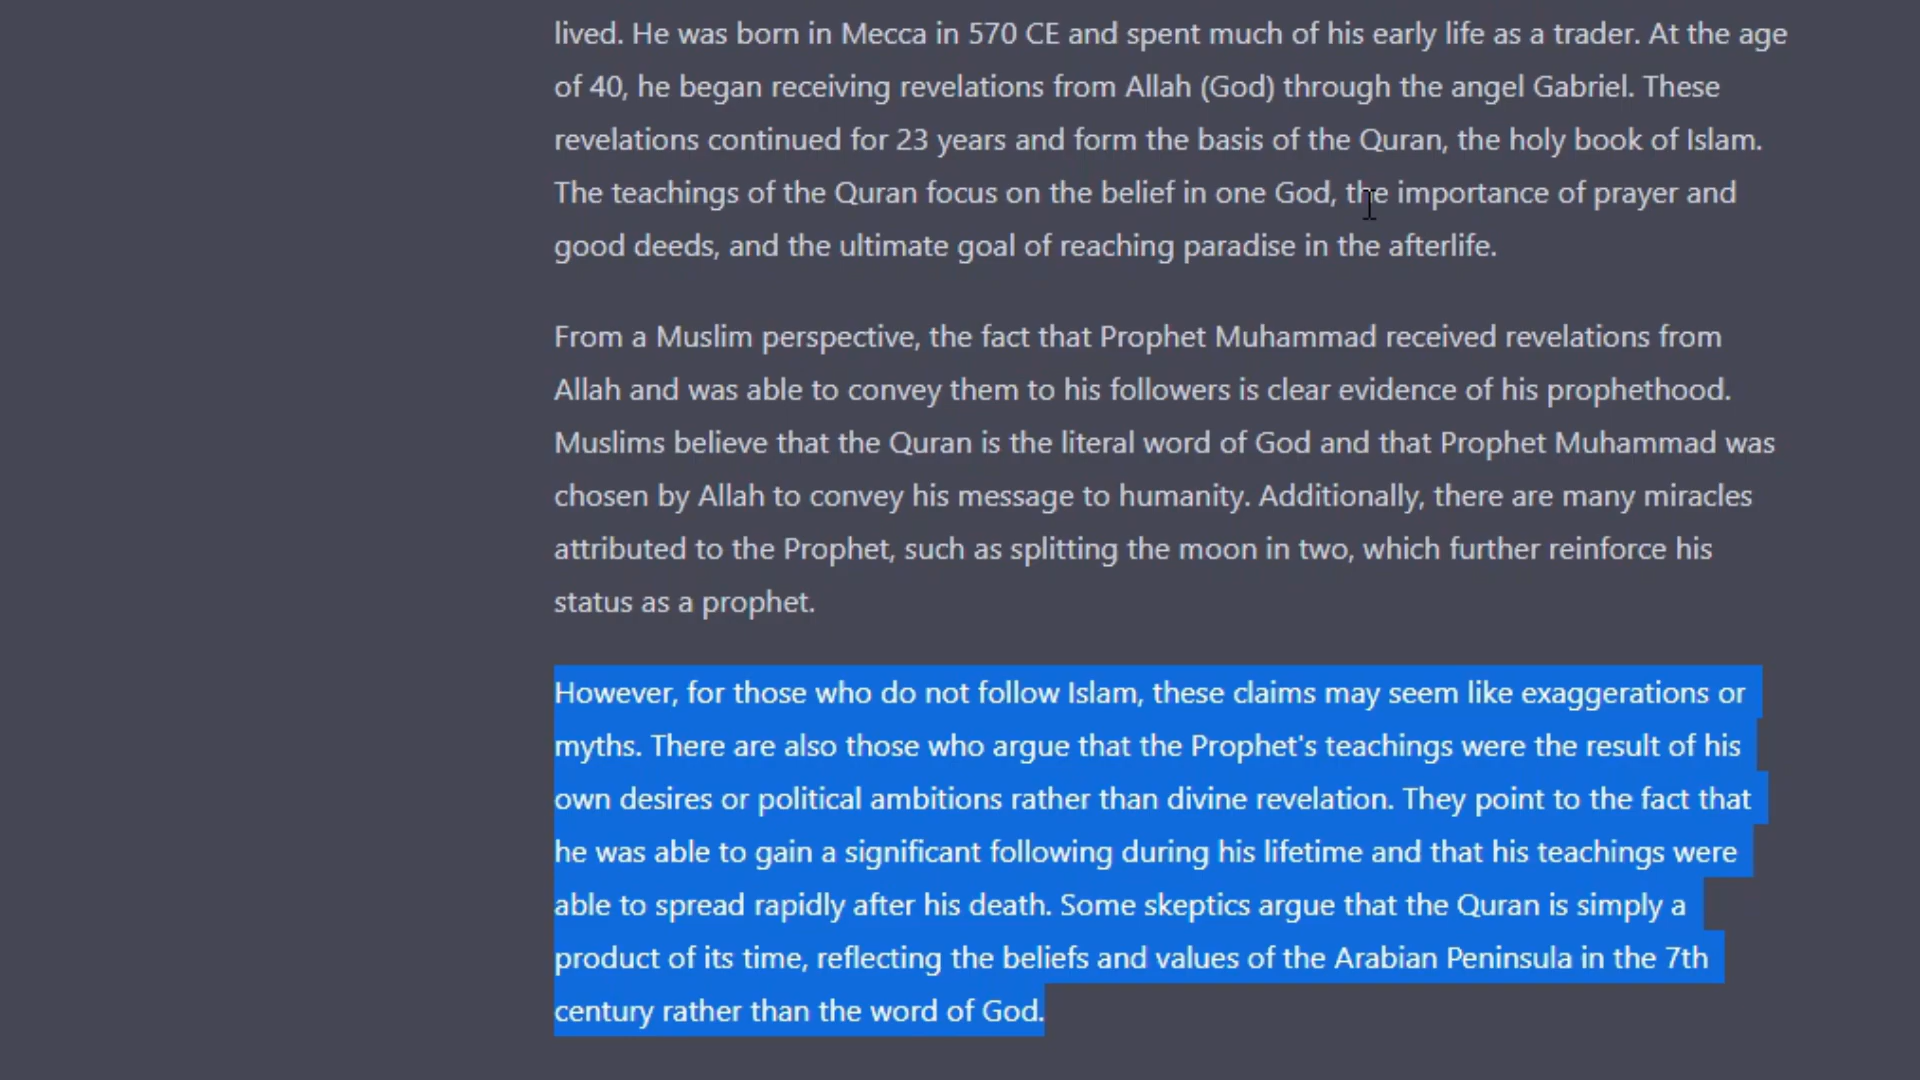 lived. He was born in Mecca in 570 CE and spent much of his early life as a trader. At the age
of 40, he began receiving revelations from Allah (God) through the angel Gabriel. These
revelations continued for 23 years and form the basis of the Quran, the holy book of Islam.
The teachings of the Quran focus on the belief in one God, the importance of prayer and
good deeds, and the ultimate goal of reaching paradise in the afterlife.
From a Muslim perspective, the fact that Prophet Muhammad received revelations from
Allah and was able to convey them to his followers is clear evidence of his prophethood.
Muslims believe that the Quran is the literal word of God and that Prophet Muhammad was
chosen by Allah to convey his message to humanity. Additionally, there are many miracles
attributed to the Prophet, such as splitting the moon in two, which further reinforce his
status as a prophet.
However, for those who do not follow Islam, these claims may seem like exaggerations or
myths. There are also those who argue that the Prophet's teachings were the result of his
own desires or political ambitions rather than divine revelation. They point to the fact that
he was able to gain a significant following during his lifetime and that his teachings were
able to spread rapidly after his death. Some skeptics argue that the Quran is simply a
product of its time, reflecting the beliefs and values of the Arabian Peninsula in the 7th
century rather than the word of God.